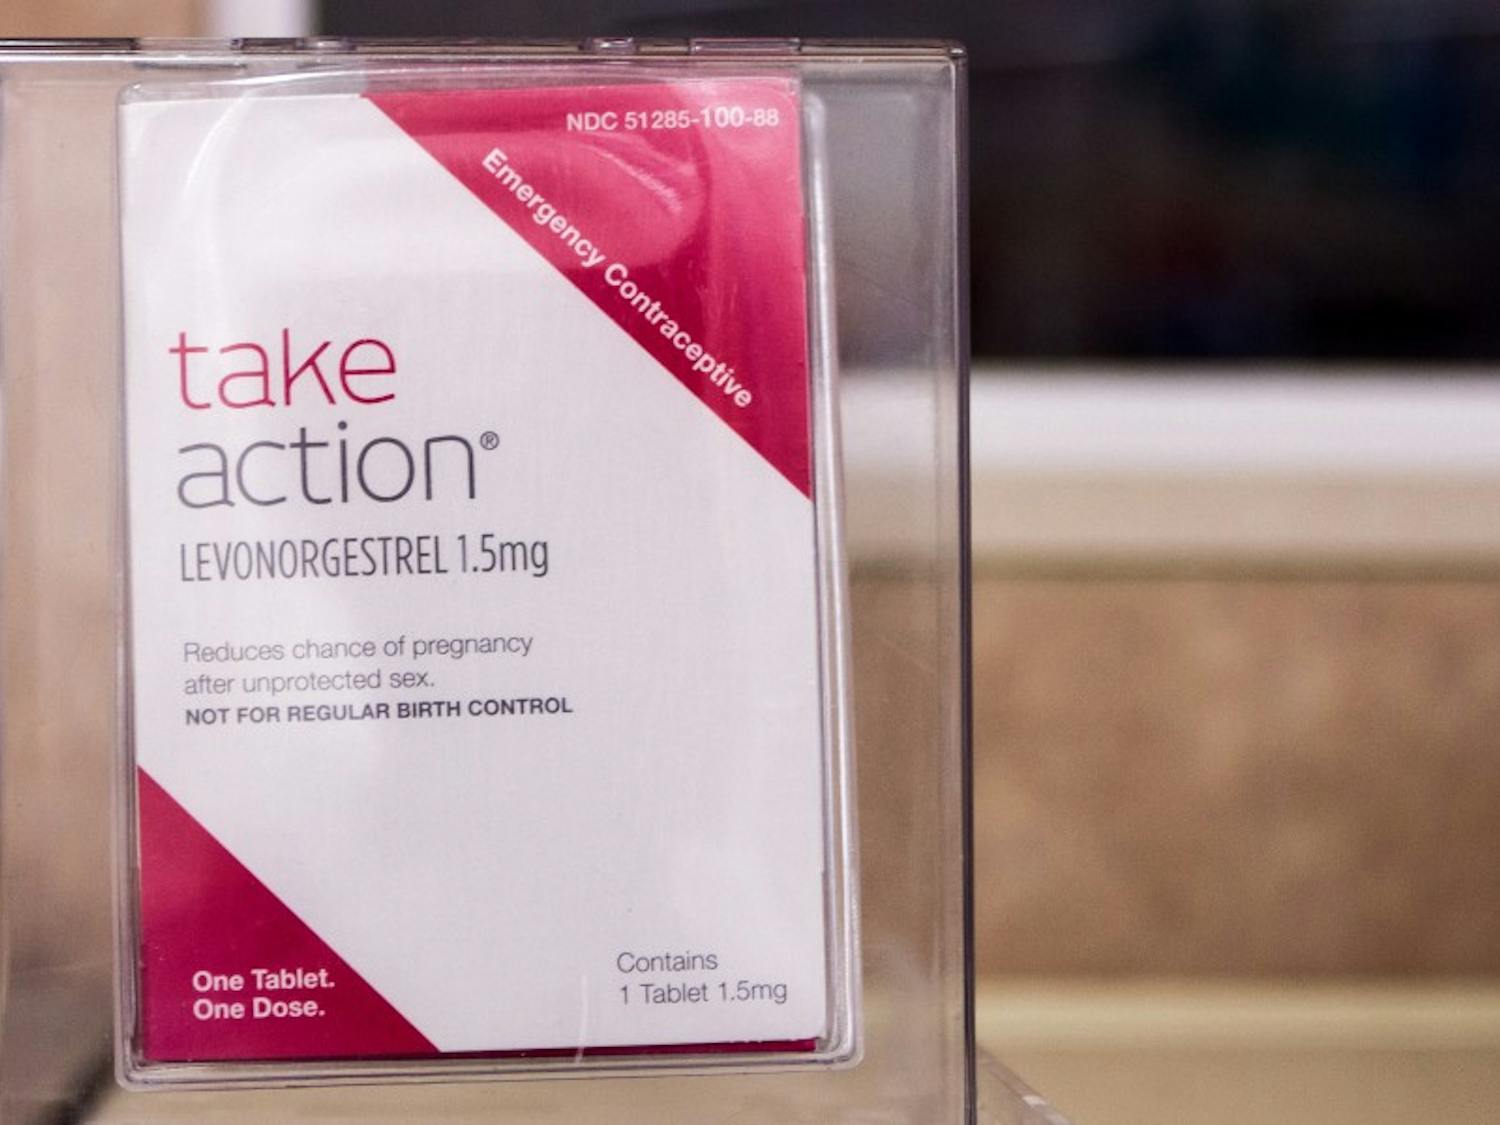 NDC 51285-100-88
Emergency Contraceptive
take
action®
LEVONORGESTREL 1.5mg
Reduces chance of pregnancy
after unprotected sex.
NOT FOR REGULAR BIRTH CONTROL
One Tablet.
One Dose.
Contains
1 Tablet 1.5mg